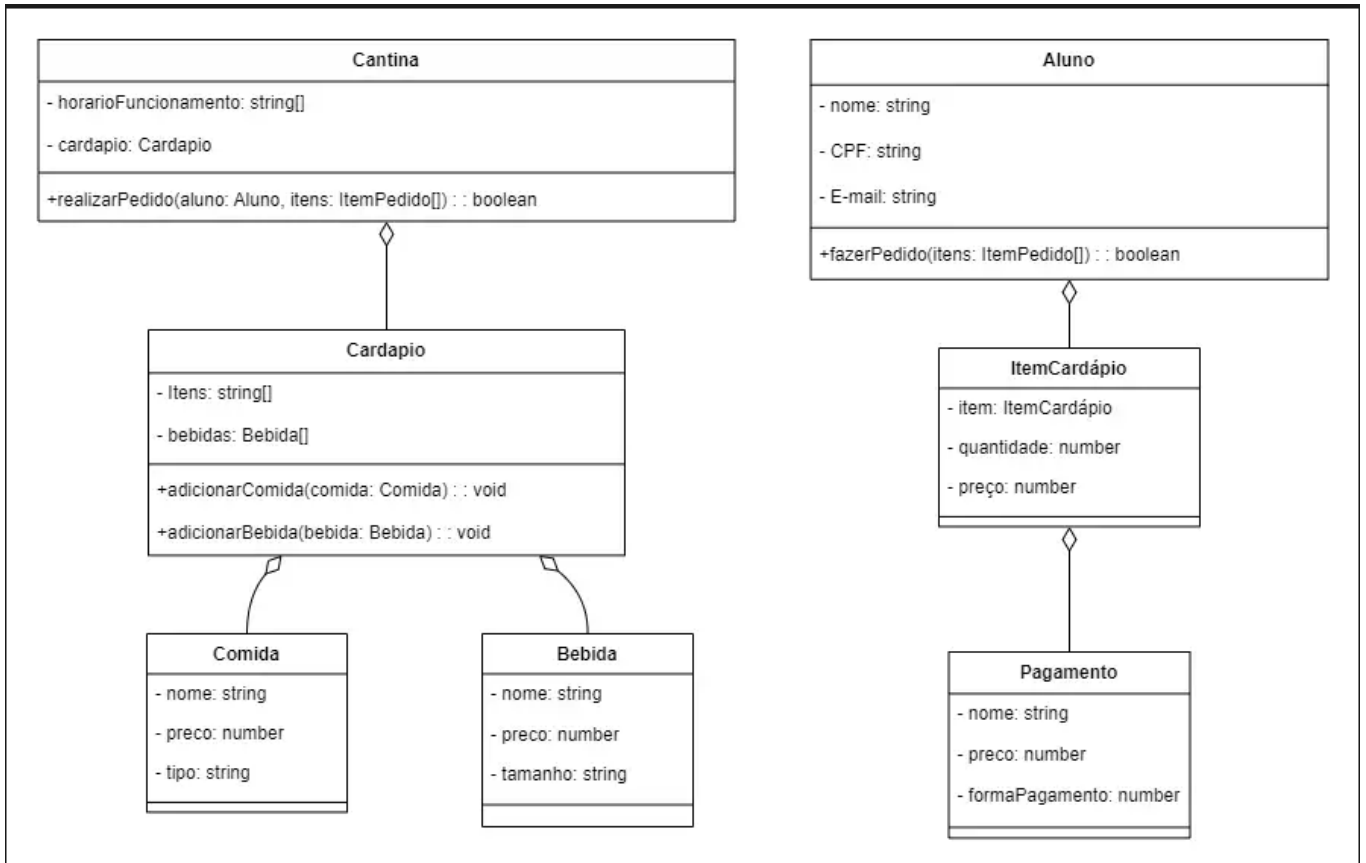 Cantina
- horarioFuncionamento: string[]
- cardapio: Cardapio
+realizarPedido(aluno: Aluno, itens: ItemPedido[]) : : boolean
Cardapio
- Itens: string[]
- bebidas: Bebida[]
+adicionarComida(comida: Comida) : : void
+adicionarBebida(bebida: Bebida) : : void
Comida
- nome: string
- preco: number
- tipo: string
Bebida
- nome: string
- preco: number
- tamanho: string
Aluno
- nome: string
- CPF: string
- E-mail: string
+fazerPedido(itens: ItemPedido[]) : : boolean
ItemCardápio
- item: ItemCardápio
- quantidade: number
- preço: number
Pagamento
- nome: string
- preco: number
- formaPagamento: number